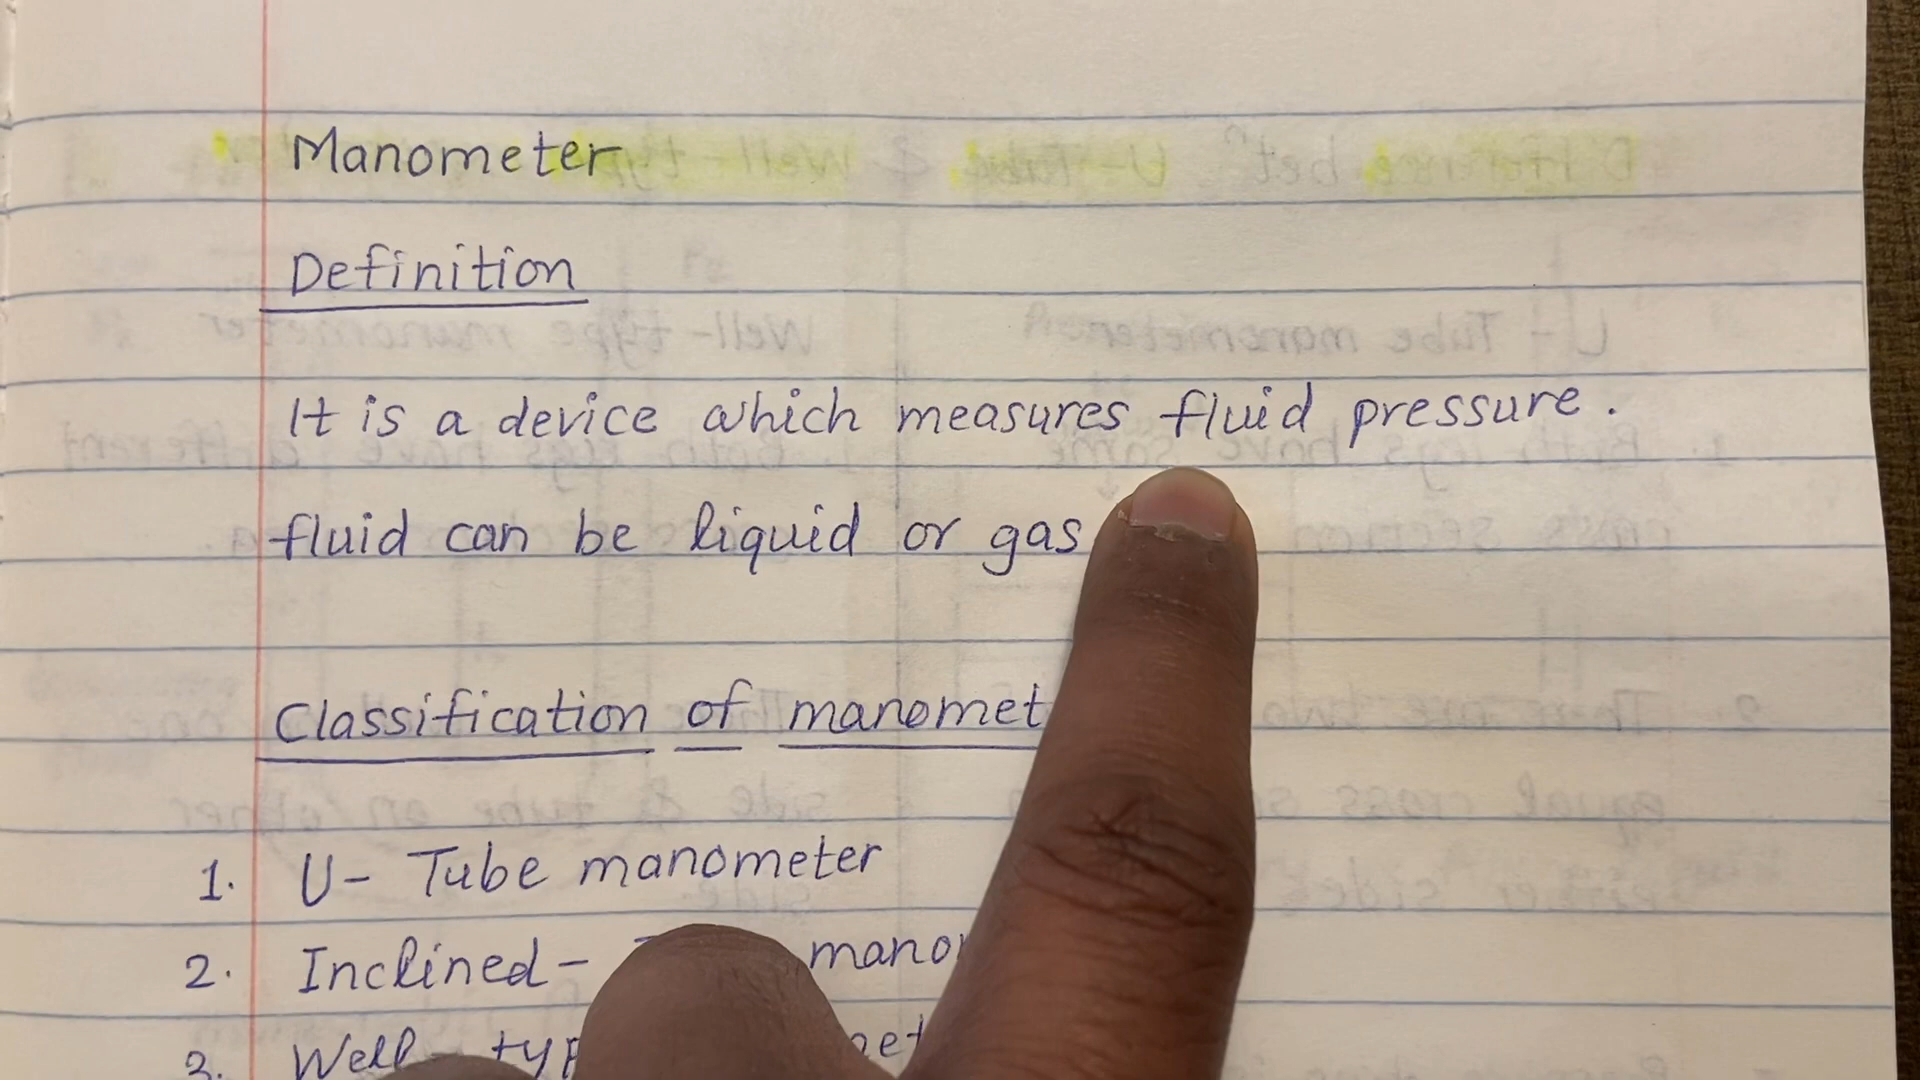 Manometer
Definition
It is a device which measures fluid pressure.
fluid can be liquid or gas
Classification of manomet
1. U- Tube manometer
2. Inclined- mano
3. Well- typ